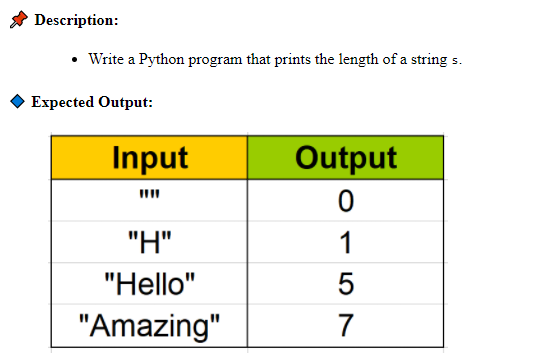 Description:
• Write a Python program that prints the length of a string s.
Expected Output:
Input Output
"" 0
"H" 1
"Hello" 5
"Amazing" 7